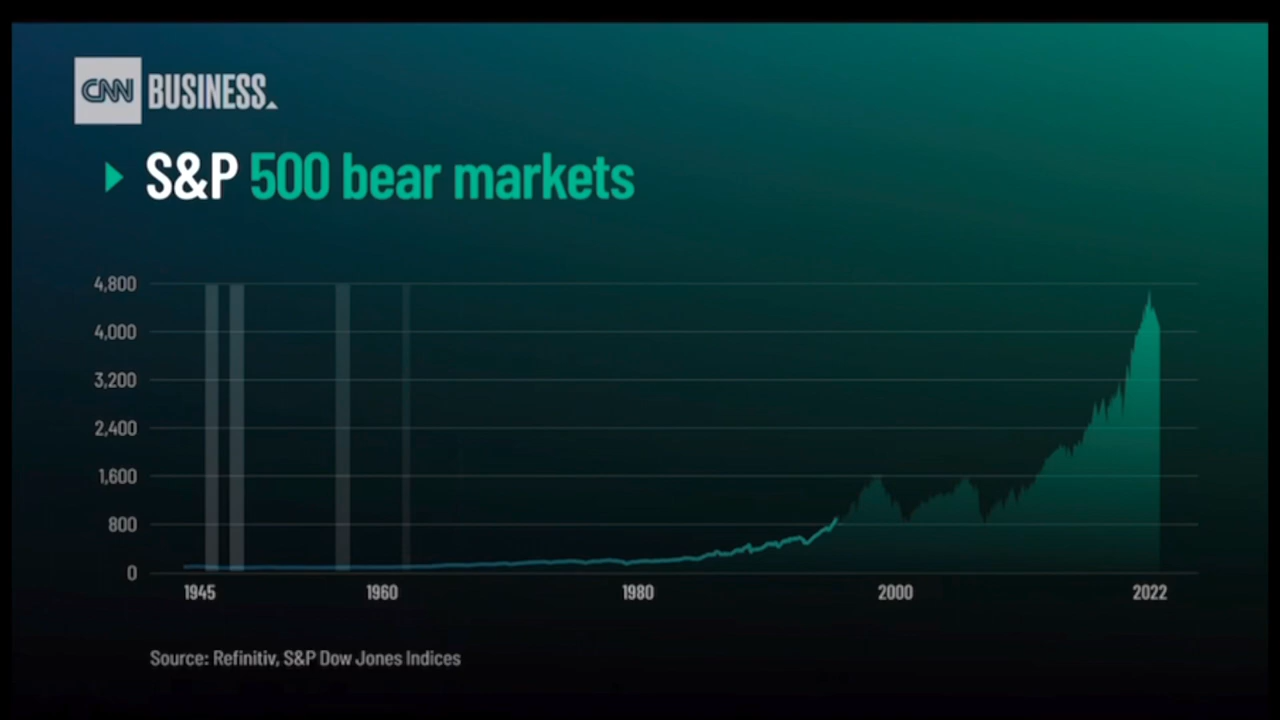 CNN BUSINESS
S&P 500 bear markets
4,800
4,000
3,200
2,400
1,600
800
0
1945 1960 1980 2000 2022
Source: Refinitiv, S&P Dow Jones Indices